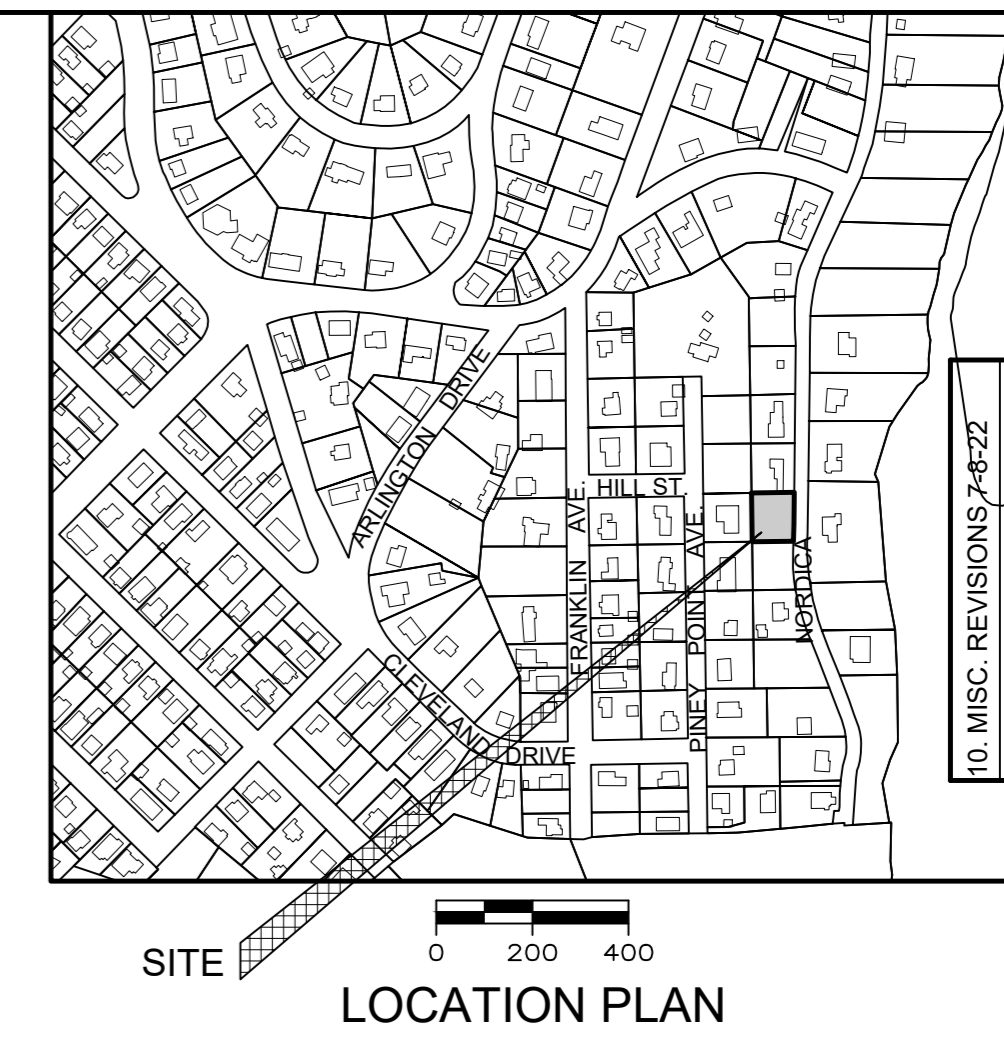 ARLINGTON DRIVE
HILL ST.
FRANKLIN AVE.
PINEY POINT AVE.
NORDICA
CLEVELAND DRIVE
10. MISC. REVISIONS 7-8-22
SITE
0 200 400
LOCATION PLAN